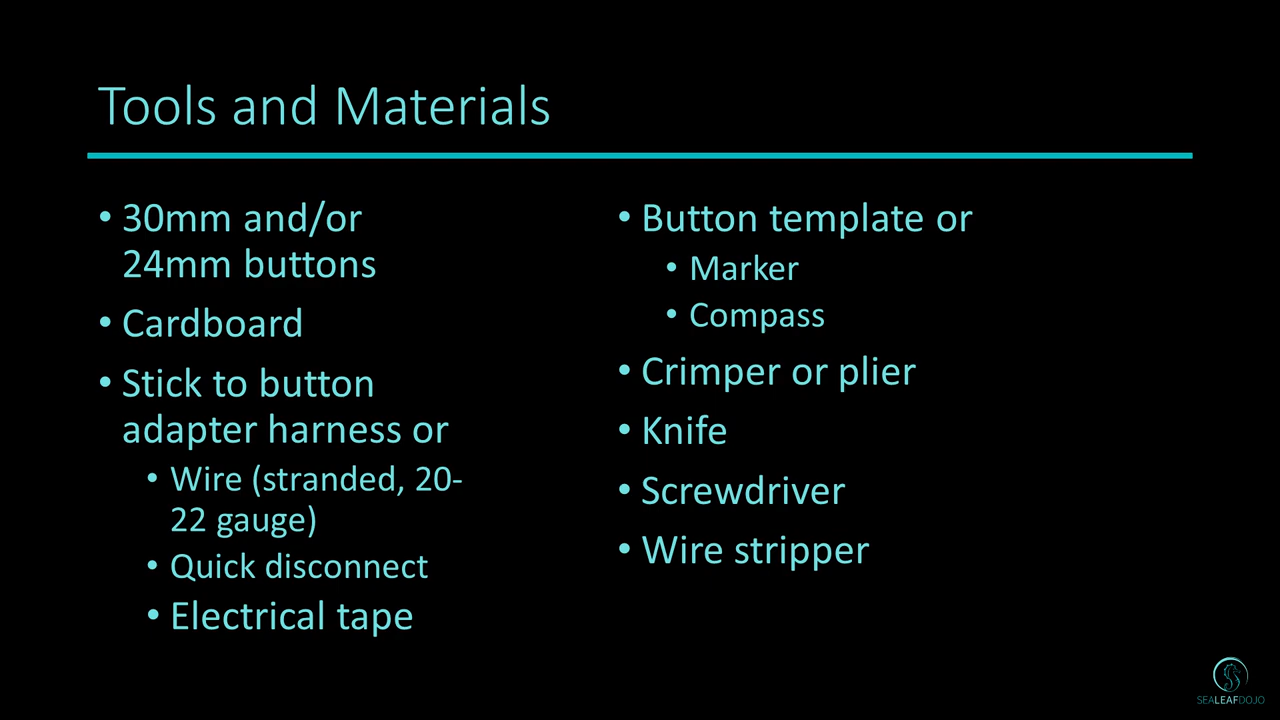 Tools and Materials
• 30mm and/or
24mm buttons
• Cardboard
• Stick to button
adapter harness or
• Wire (stranded, 20-
22 gauge)
• Quick disconnect
• Electrical tape
• Button template or
• Marker
• Compass
• Crimper or plier
• Knife
• Screwdriver
• Wire stripper
SEALEAFDOJO